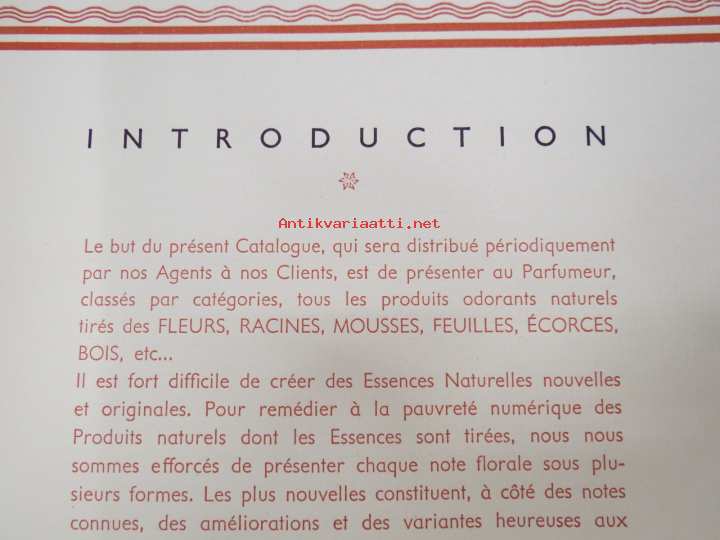 INTRODUCTION
Antikvariaatti.net
Le but du présent Catalogue, qui sera distribué périodiquement
par nos Agents à nos Clients, est de présenter au Parfumeur,
classés par catégories, tous les produits odorants naturels
tirés des FLEURS, RACINES, MOUSSES, FEUILLES, ÉCORCES,
BOIS, etc...
Il est fort difficile de créer des Essences Naturelles nouvelles
et originales. Pour remédier à la pauvreté numérique des
Produits naturels dont les Essences sont tirées, nous nous
sommes efforcés de présenter chaque note florale sous plu-
sieurs formes. Les plus nouvelles constituent, à côté des notes
connues, des améliorations et des variantes heureuses aux